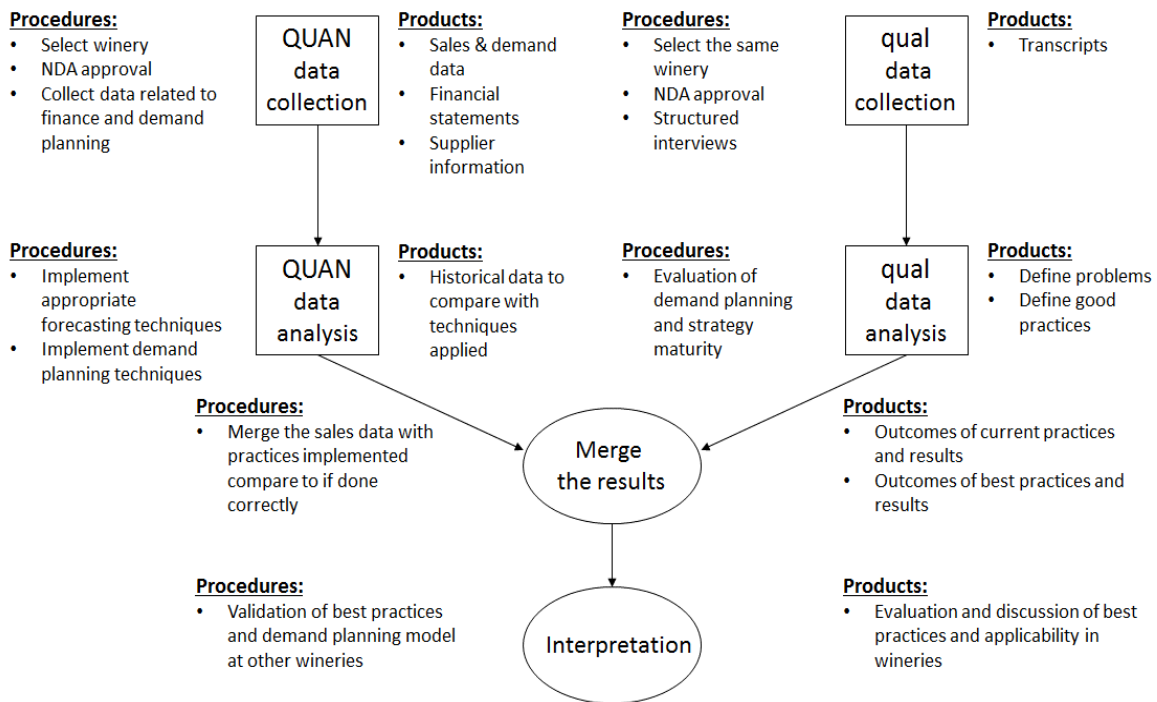 Procedures:
• Select winery
• NDA approval
• Collect data related to
finance and demand
planning
QUAN
data
collection
Products:
• Sales & demand
data
• Financial
statements
• Supplier
information
Procedures:
• Select the same
winery
• NDA approval
• Structured
interviews
qual
data
collection
Products:
• Transcripts
Procedures:
• Implement
appropriate
forecasting techniques
• Implement demand
planning techniques
QUAN
data
analysis
Products:
• Historical data to
compare with
techniques
applied
Procedures:
• Evaluation of
demand planning
and strategy
maturity
qual
data
analysis
Products:
• Define problems
• Define good
practices
Procedures:
• Merge the sales data with
practices implemented
compare to if done
correctly
Merge
the results
Products:
• Outcomes of current practices
and results
• Outcomes of best practices and
results
Procedures:
• Validation of best practices
and demand planning model
at other wineries
Interpretation
Products:
• Evaluation and discussion of best
practices and applicability in
wineries